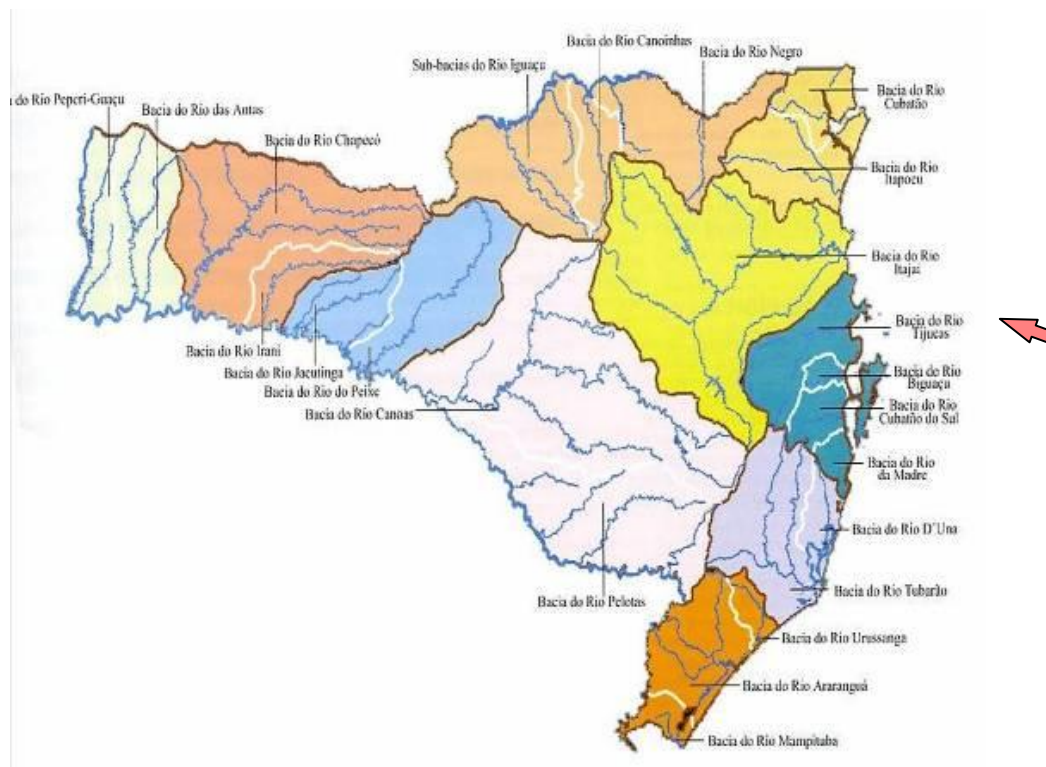 Bacia do Rio Canoinhas
Bacia do Rio Negro
Sub-bacias do Rio Iguaçu
do Rio Peperi-Guaçu
Bacia do Rio das Antas
Bacia do Rio Chapecó
Bacia do Rio
Cubatão
Bacia do Rio
Itapocu
Bacia do Rio
Itajaí
Bacia do Rio
Tijucas
Bacia do Rio Irani
Bacia do Rio Jacutinga
Bacia do Rio do Peixe
Bacia do Rio Canoas
Bacia do Rio
Biguaçu
Bacia do Rio
Cubatão do Sul
Bacia do Rio
da Madre
Bacia do Rio D'Una
Bacia do Rio Pelotas
Bacia do Rio Tubarão
Bacia do Rio Urussanga
Bacia do Rio Araranguá
Bacia do Rio Mampituba